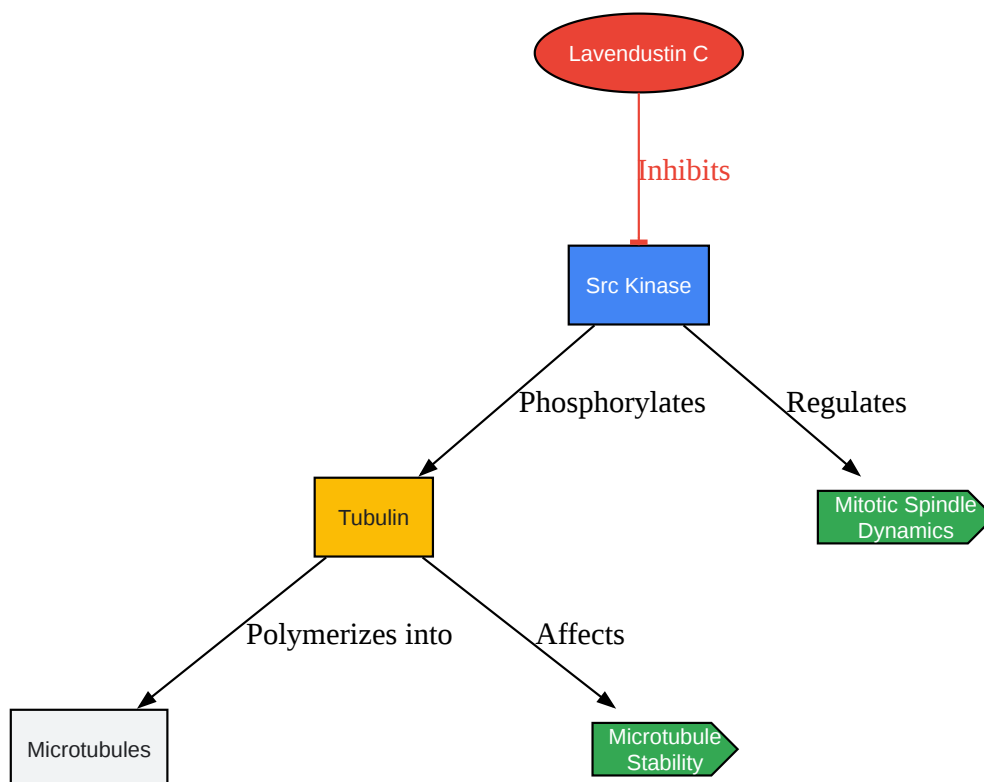 Lavendustin C
Inhibits
Src Kinase
Phosphorylates
Regulates
Tubulin
Mitotic Spindle
Dynamics
Polymerizes into
Affects
Microtubules
Microtubule
Stability